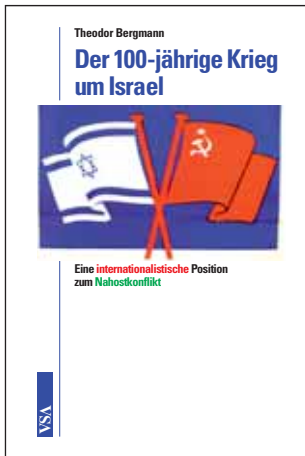 Theodor Bergmann
Der 100-jährige Krieg
um Israel
Eine internationalistische Position
zum Nahostkonflikt
VSA